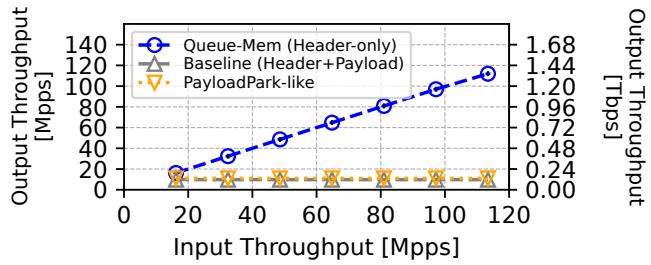 Output Throughput
[Mpps]
140
120
100
80
60
40
20
0
Queue-Mem (Header-only)
Baseline (Header+Payload)
PayloadPark-like
1.68
1.44
1.20
0.96
0.72
0.48
0.24
0.00
Output Throughput
[Tbps]
0 20 40 60 80 100 120
Input Throughput [Mpps]